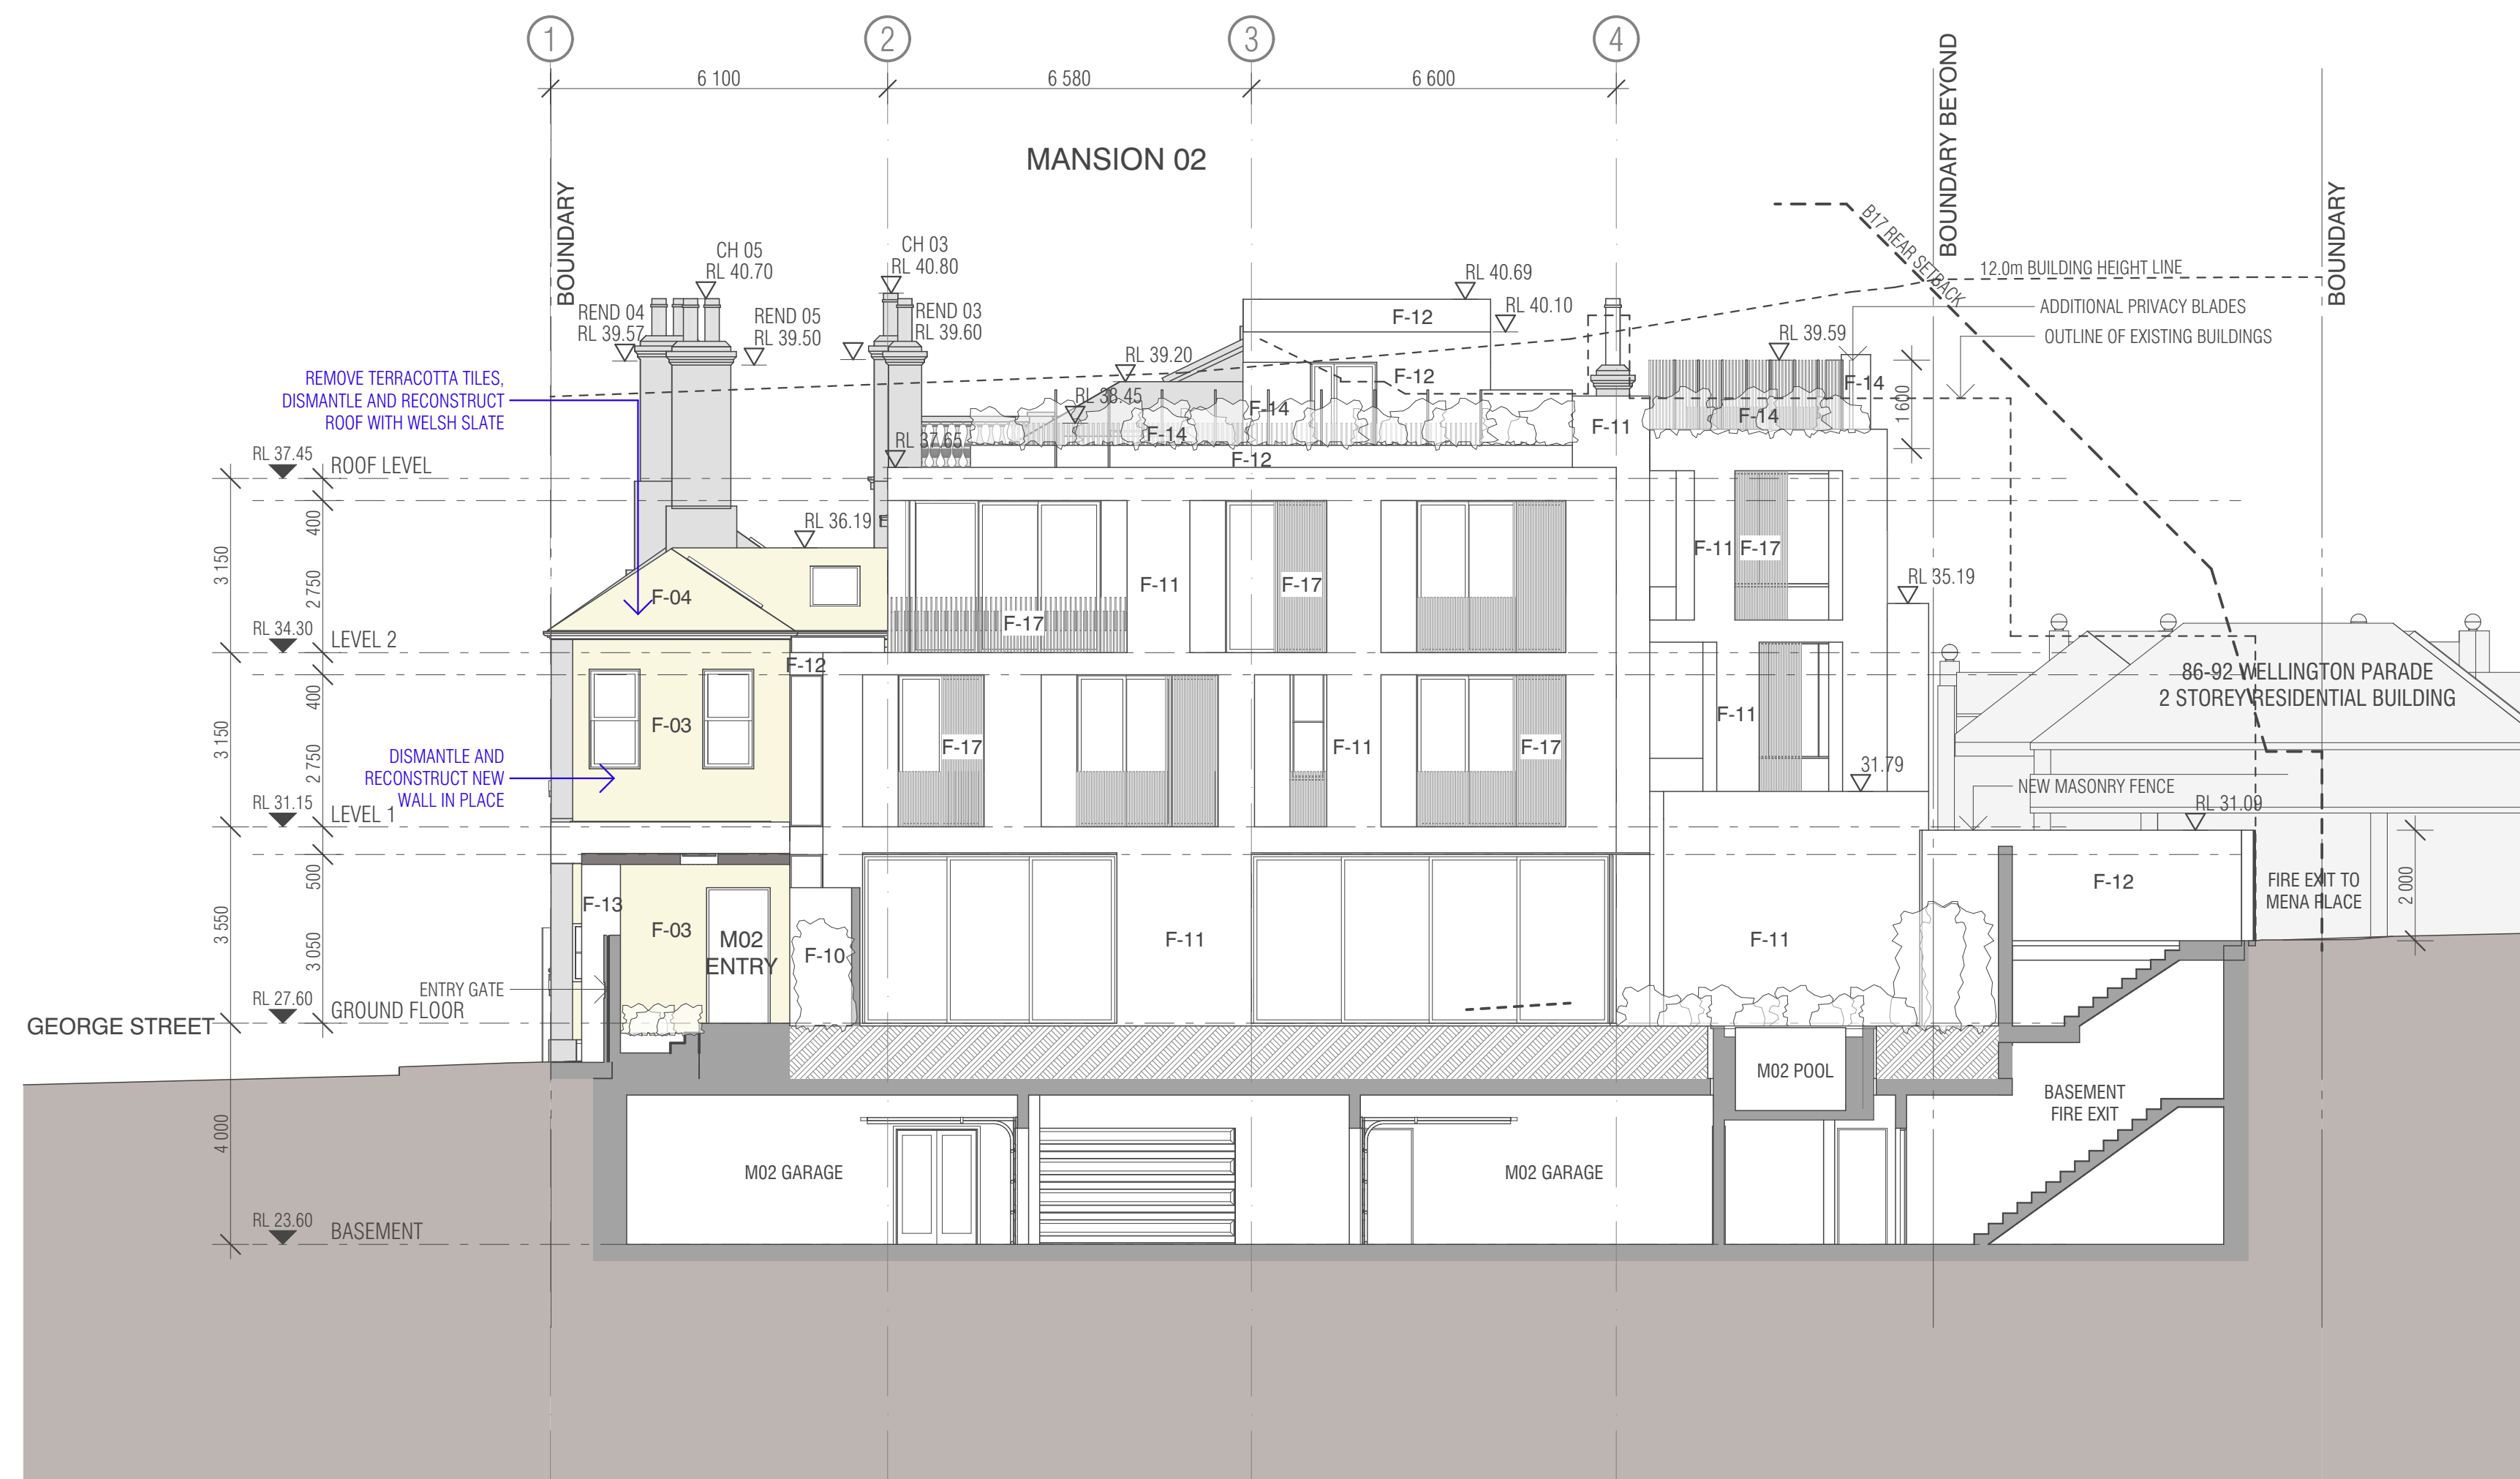 1
2
3
4
6 100
6 580
6 600
MANSION 02
BOUNDARY
BOUNDARY BEYOND
BOUNDARY
B17 REAR SETBACK
12.0m BUILDING HEIGHT LINE
ADDITIONAL PRIVACY BLADES
OUTLINE OF EXISTING BUILDINGS
CH 05
RL 40.70
CH 03
RL 40.80
REND 04
RL 39.57
REND 05
RL 39.50
REND 03
RL 39.60
RL 40.69
RL 40.10
RL 39.59
RL 39.20
RL 38.45
RL 37.65
F-12
F-12
F-14
F-14
F-12
F-11
F-14
F-14
1 600
REMOVE TERRACOTTA TILES,
DISMANTLE AND RECONSTRUCT
ROOF WITH WELSH SLATE
RL 37.45
ROOF LEVEL
400
3 150
2 750
RL 36.19
F-04
F-17
F-11
F-17
F-11
F-17
RL 35.19
RL 34.30
LEVEL 2
F-12
400
3 150
2 750
F-03
F-17
F-11
F-17
F-11
31.79
86-92 WELLINGTON PARADE
2 STOREY RESIDENTIAL BUILDING
DISMANTLE AND
RECONSTRUCT NEW
WALL IN PLACE
NEW MASONRY FENCE
RL 31.09
RL 31.15
LEVEL 1
500
3 550
3 050
F-13
F-03
M02
ENTRY
F-10
F-11
F-11
F-12
FIRE EXIT TO
MENA PLACE
2 000
ENTRY GATE
RL 27.60
GROUND FLOOR
GEORGE STREET
4 000
M02 POOL
BASEMENT
FIRE EXIT
M02 GARAGE
M02 GARAGE
RL 23.60
BASEMENT